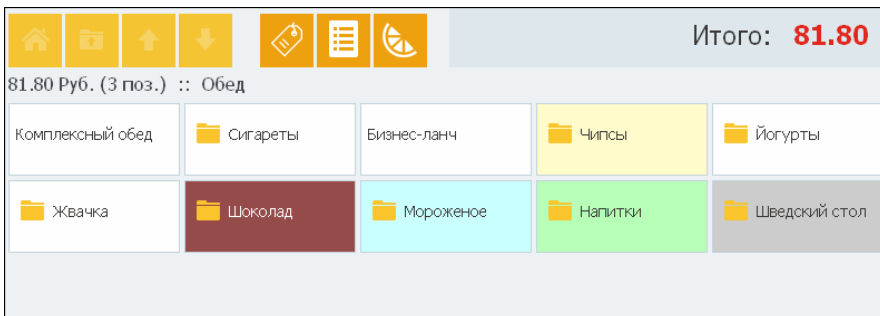 Итого: 81.80
81.80 Руб. (3 поз.) :: Обед
Комплексный обед Сигареты Бизнес-ланч Чипсы Йогурты
Жвачка Шоколад Мороженое Напитки Шведский стол